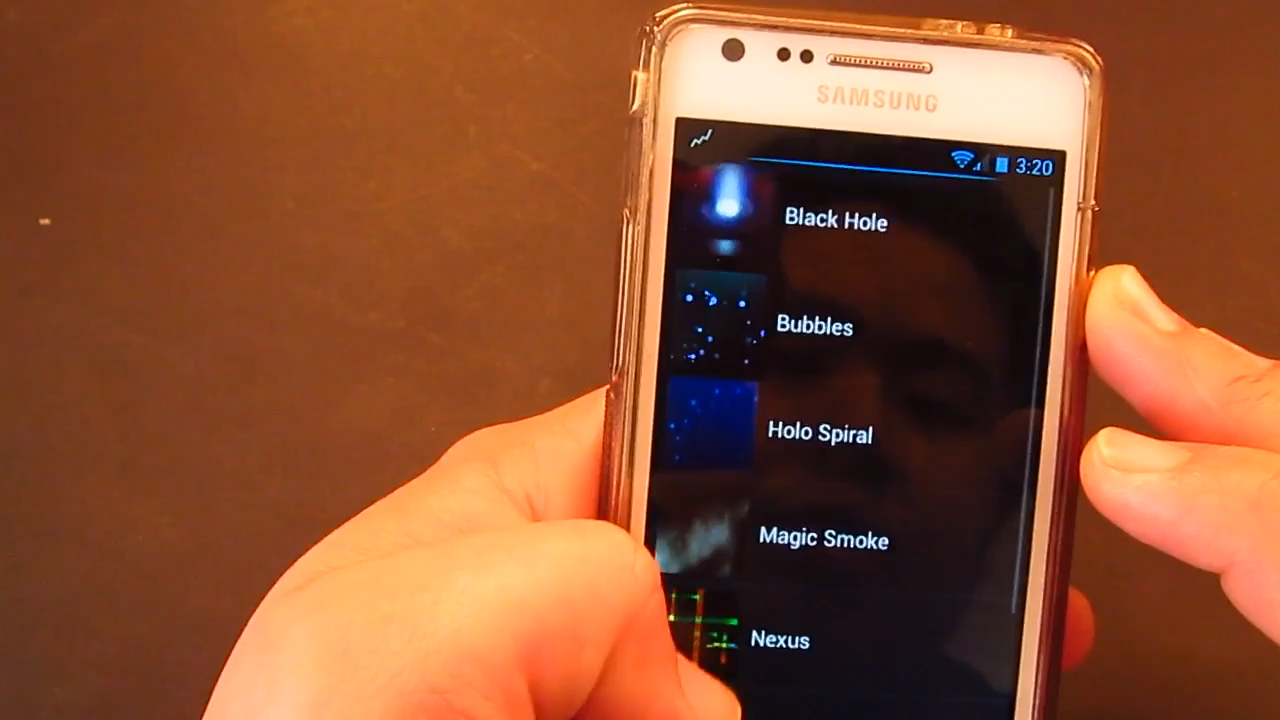 SAMSUNG
3:20
Black Hole
Bubbles
Holo Spiral
Magic Smoke
Nexus